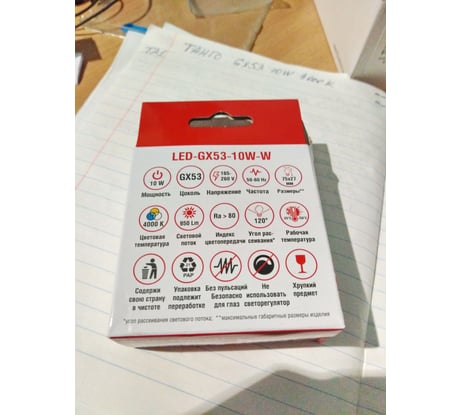 ТАНГО GX53 10W 4000K
LED-GX53-10W-W
10 W
GX53
165-
260 V
50-60 Hz
75x27
мм
Мощность
Цоколь
Напряжение
Частота
Размеры**
4000 K
850 Lm
Ra > 80
120°
Цветовая
температура
Световой
поток
Индекс
цветопередачи
Угол рас-
сеивания*
Рабочая
температура
PAP
Содержи
свою страну
в чистоте
Упаковка
подлежит
переработке
Без пульсаций
Безопасно
для глаз
Не
использовать
светорегулятор
Хрупкий
предмет
*угол рассеивания светового потока; **максимальные габаритные размеры изделия